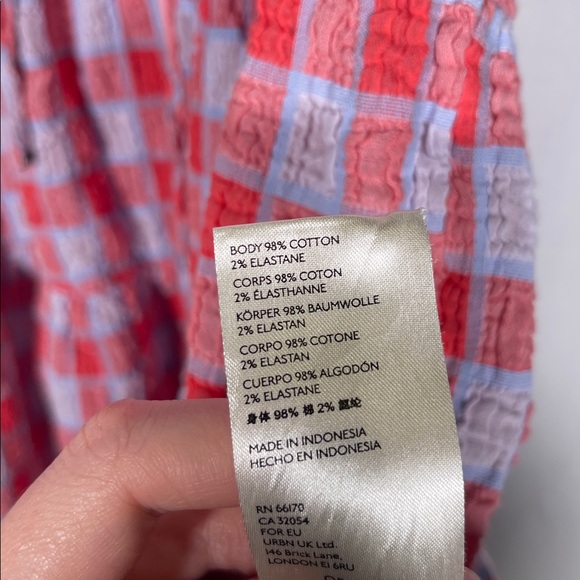 BODY 98% COTTON
2% ELASTANE
CORPS 98% COTON
2% ÉLASTHANNE
KÖRPER 98% BAUMWOLLE
2% ELASTAN
CORPO 98% COTONE
2% ELASTAN
CUERPO 98% ALGODÓN
2% ELASTANE
身体 98% 棉 2% 氨纶
MADE IN INDONESIA
HECHO EN INDONESIA
RN 66170
CA 32054
FOR EU
URBN UK Ltd.
146 Brick Lane,
LONDON E1 6RU